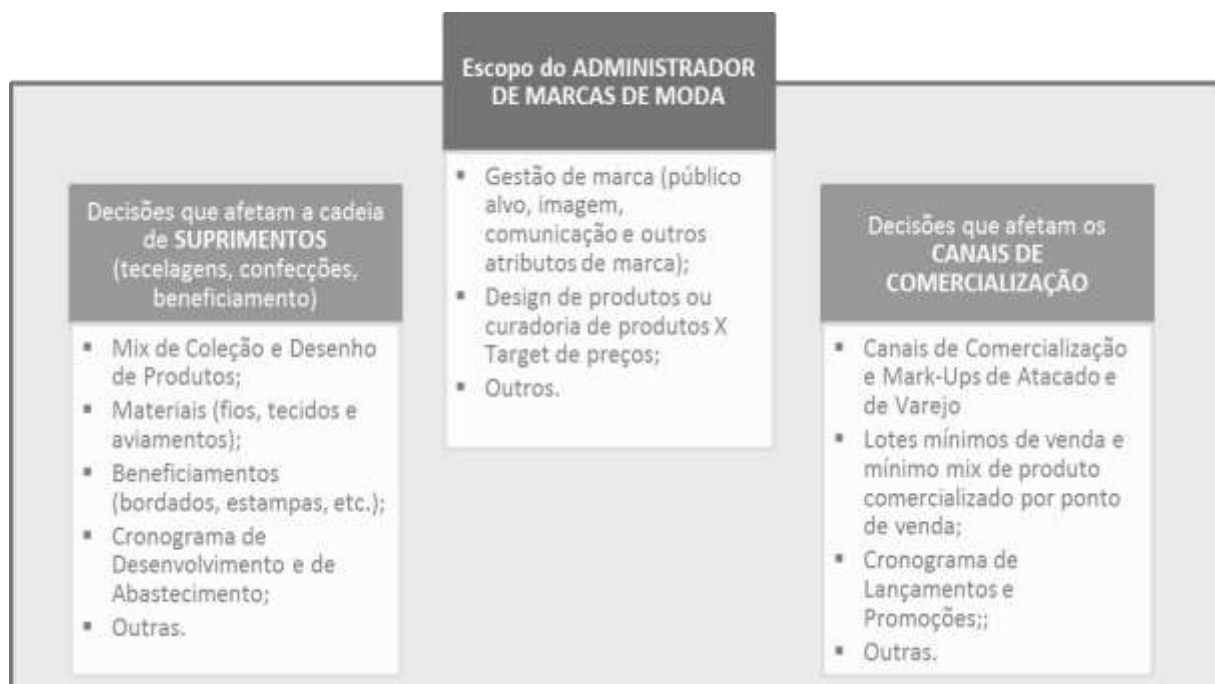 Escopo do ADMINISTRADOR
DE MARCAS DE MODA
▪ Gestão de marca (público
alvo, imagem,
comunicação e outros
atributos de marca);
▪ Design de produtos ou
curadoria de produtos X
Target de preços;
▪ Outros.
Decisões que afetam a cadeia
de SUPRIMENTOS
(tecelagens, confecções,
beneficiamento)
▪ Mix de Coleção e Desenho
de Produtos;
▪ Materiais (fios, tecidos e
aviamentos);
▪ Beneficiamentos
(bordados, estampas, etc.);
▪ Cronograma de
Desenvolvimento e de
Abastecimento;
▪ Outras.
Decisões que afetam os
CANAIS DE
COMERCIALIZAÇÃO
▪ Canais de Comercialização
e Mark-Ups de Atacado e
de Varejo
▪ Lotes mínimos de venda e
mínimo mix de produto
comercializado por ponto
de venda;
▪ Cronograma de
Lançamentos e
Promoções;;
▪ Outras.